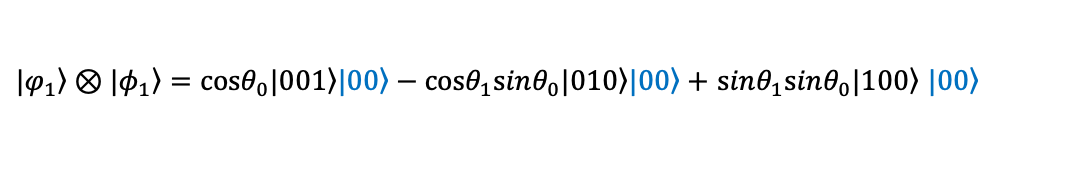 |φ₁⟩ ⊗ |ϕ₁⟩ = cosθ₀|001⟩|00⟩ − cosθ₁sinθ₀|010⟩|00⟩ + sinθ₁sinθ₀|100⟩ |00⟩